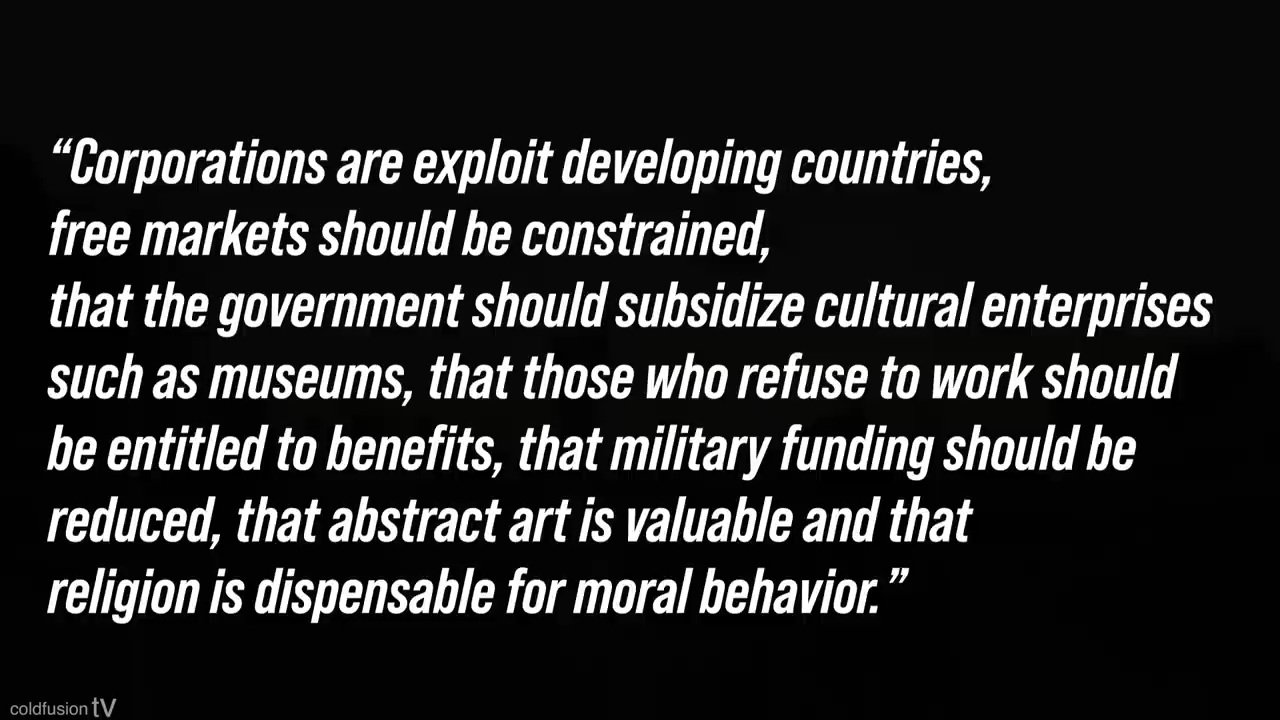 “Corporations are exploit developing countries,
free markets should be constrained,
that the government should subsidize cultural enterprises
such as museums, that those who refuse to work should
be entitled to benefits, that military funding should be
reduced, that abstract art is valuable and that
religion is dispensable for moral behavior.”
coldfusion tV